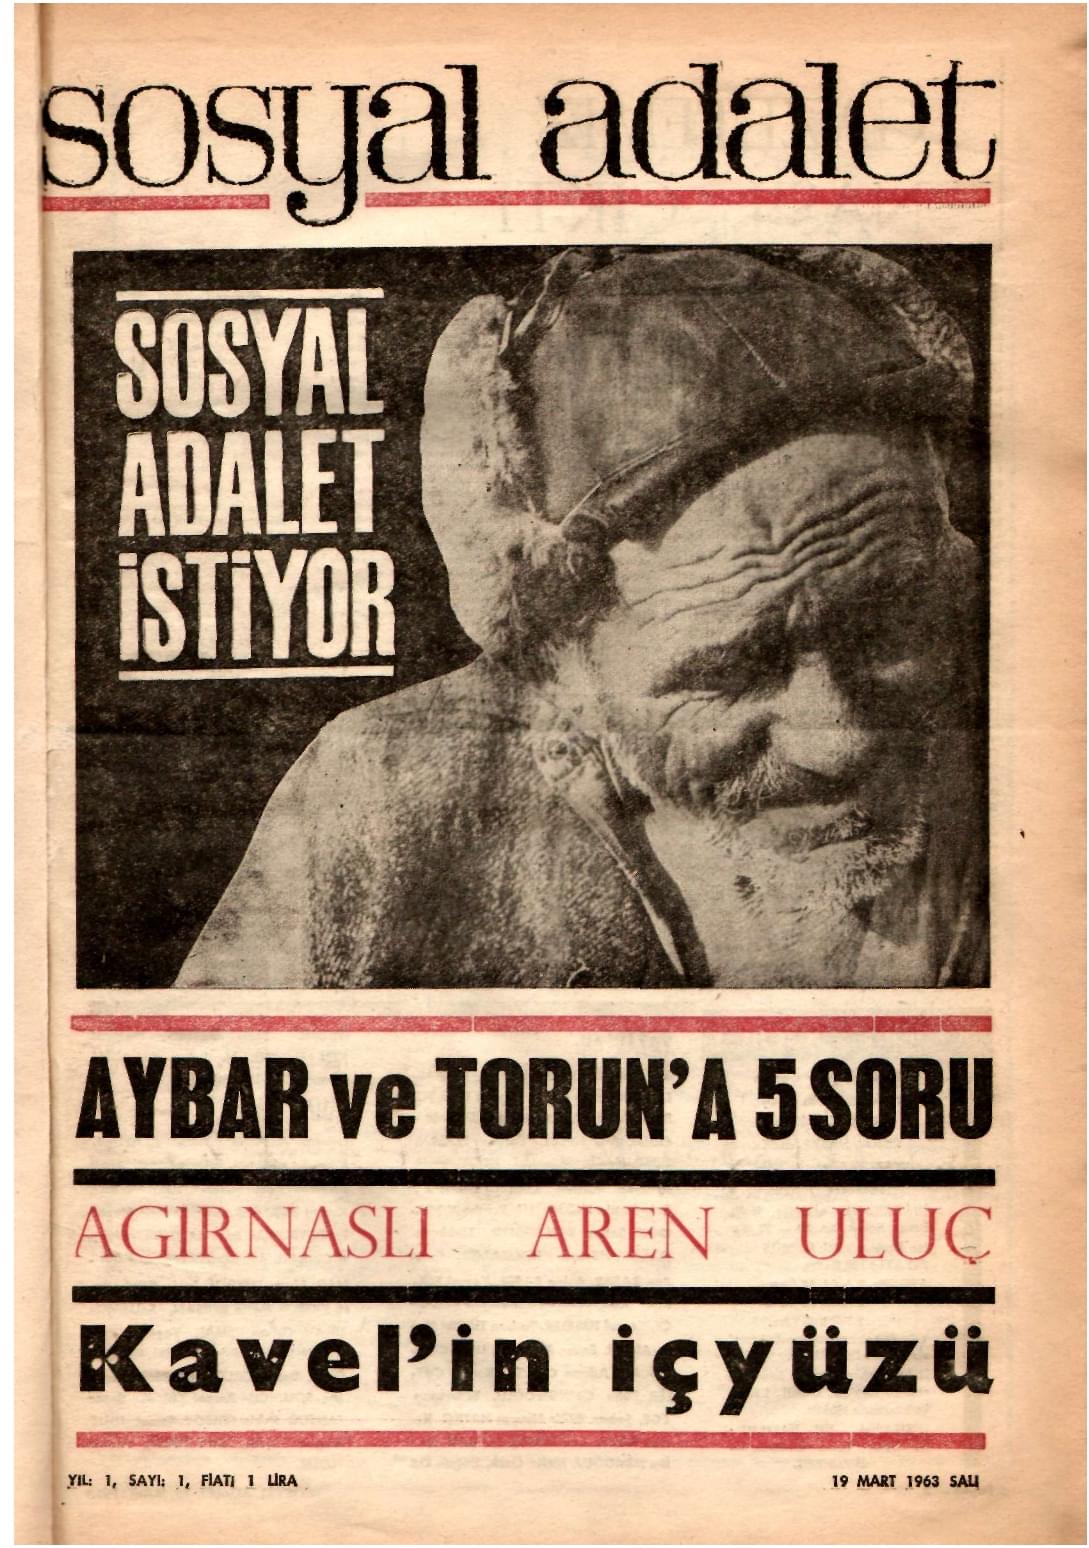 sosyal adalet
SOSYAL
ADALET
İSTİYOR
AYBAR ve TORUN'A 5 SORU
AGIRNASLI AREN ULUÇ
Kavel'in içyüzü
YIL: 1, SAYI: 1, FİATI 1 LİRA
19 MART 1963 SALI